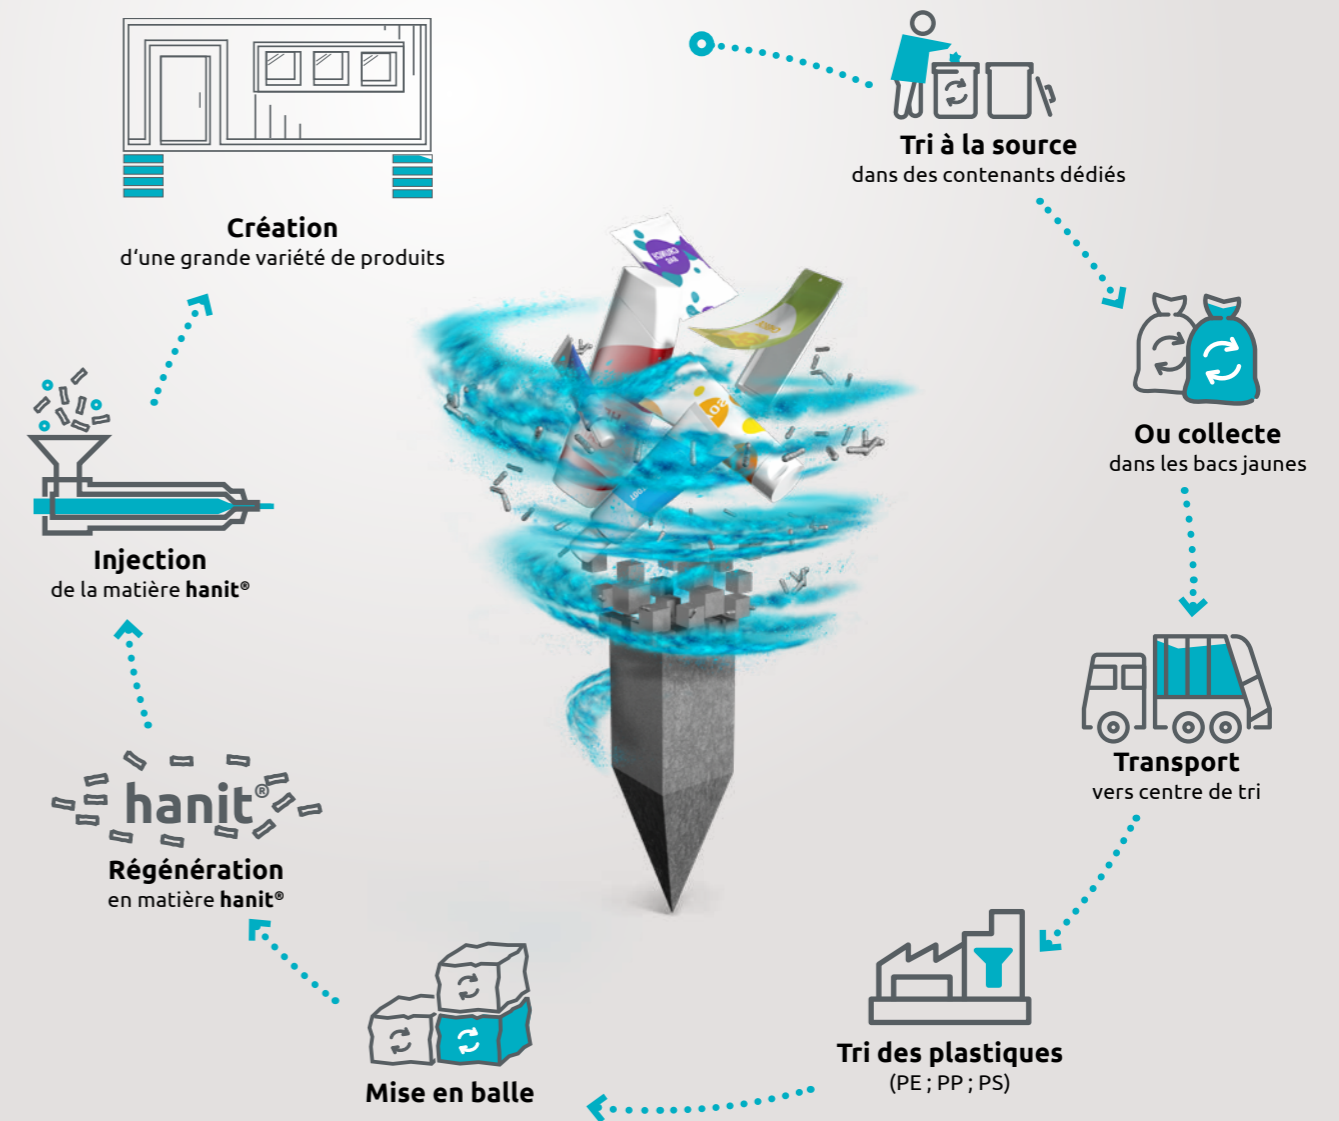 Tri à la source
dans des contenants dédiés
Ou collecte
dans les bacs jaunes
Transport
vers centre de tri
Tri des plastiques
(PE ; PP ; PS)
Mise en balle
hanit®
Régénération
en matière hanit®
Injection
de la matière hanit®
Création
d‘une grande variété de produits